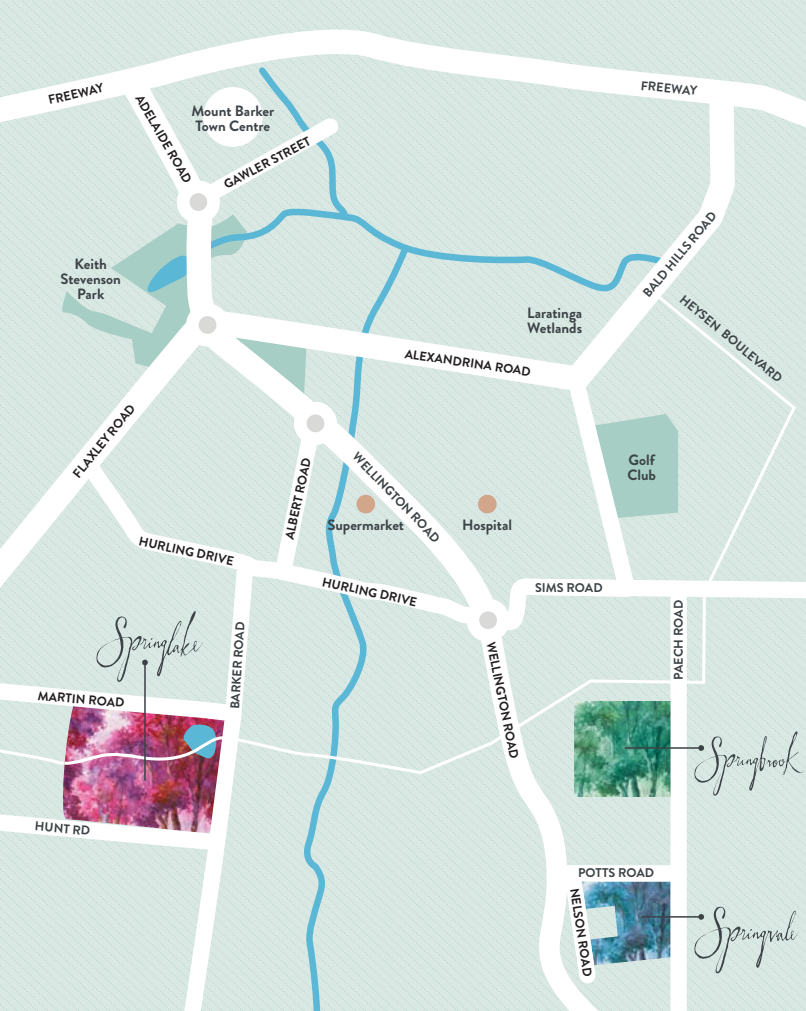 FREEWAY
FREEWAY
ADELAIDE ROAD
Mount Barker
Town Centre
GAWLER STREET
BALD HILLS ROAD
Keith
Stevenson
Park
Laratinga
Wetlands
HEYSEN BOULEVARD
ALEXANDRINA ROAD
FLAXLEY ROAD
WELLINGTON ROAD
Golf
Club
ALBERT ROAD
Supermarket
Hospital
HURLING DRIVE
HURLING DRIVE
SIMS ROAD
Springlake
BARKER ROAD
PAECH ROAD
MARTIN ROAD
WELLINGTON ROAD
Springbrook
HUNT RD
POTTS ROAD
NELSON ROAD
Springvale